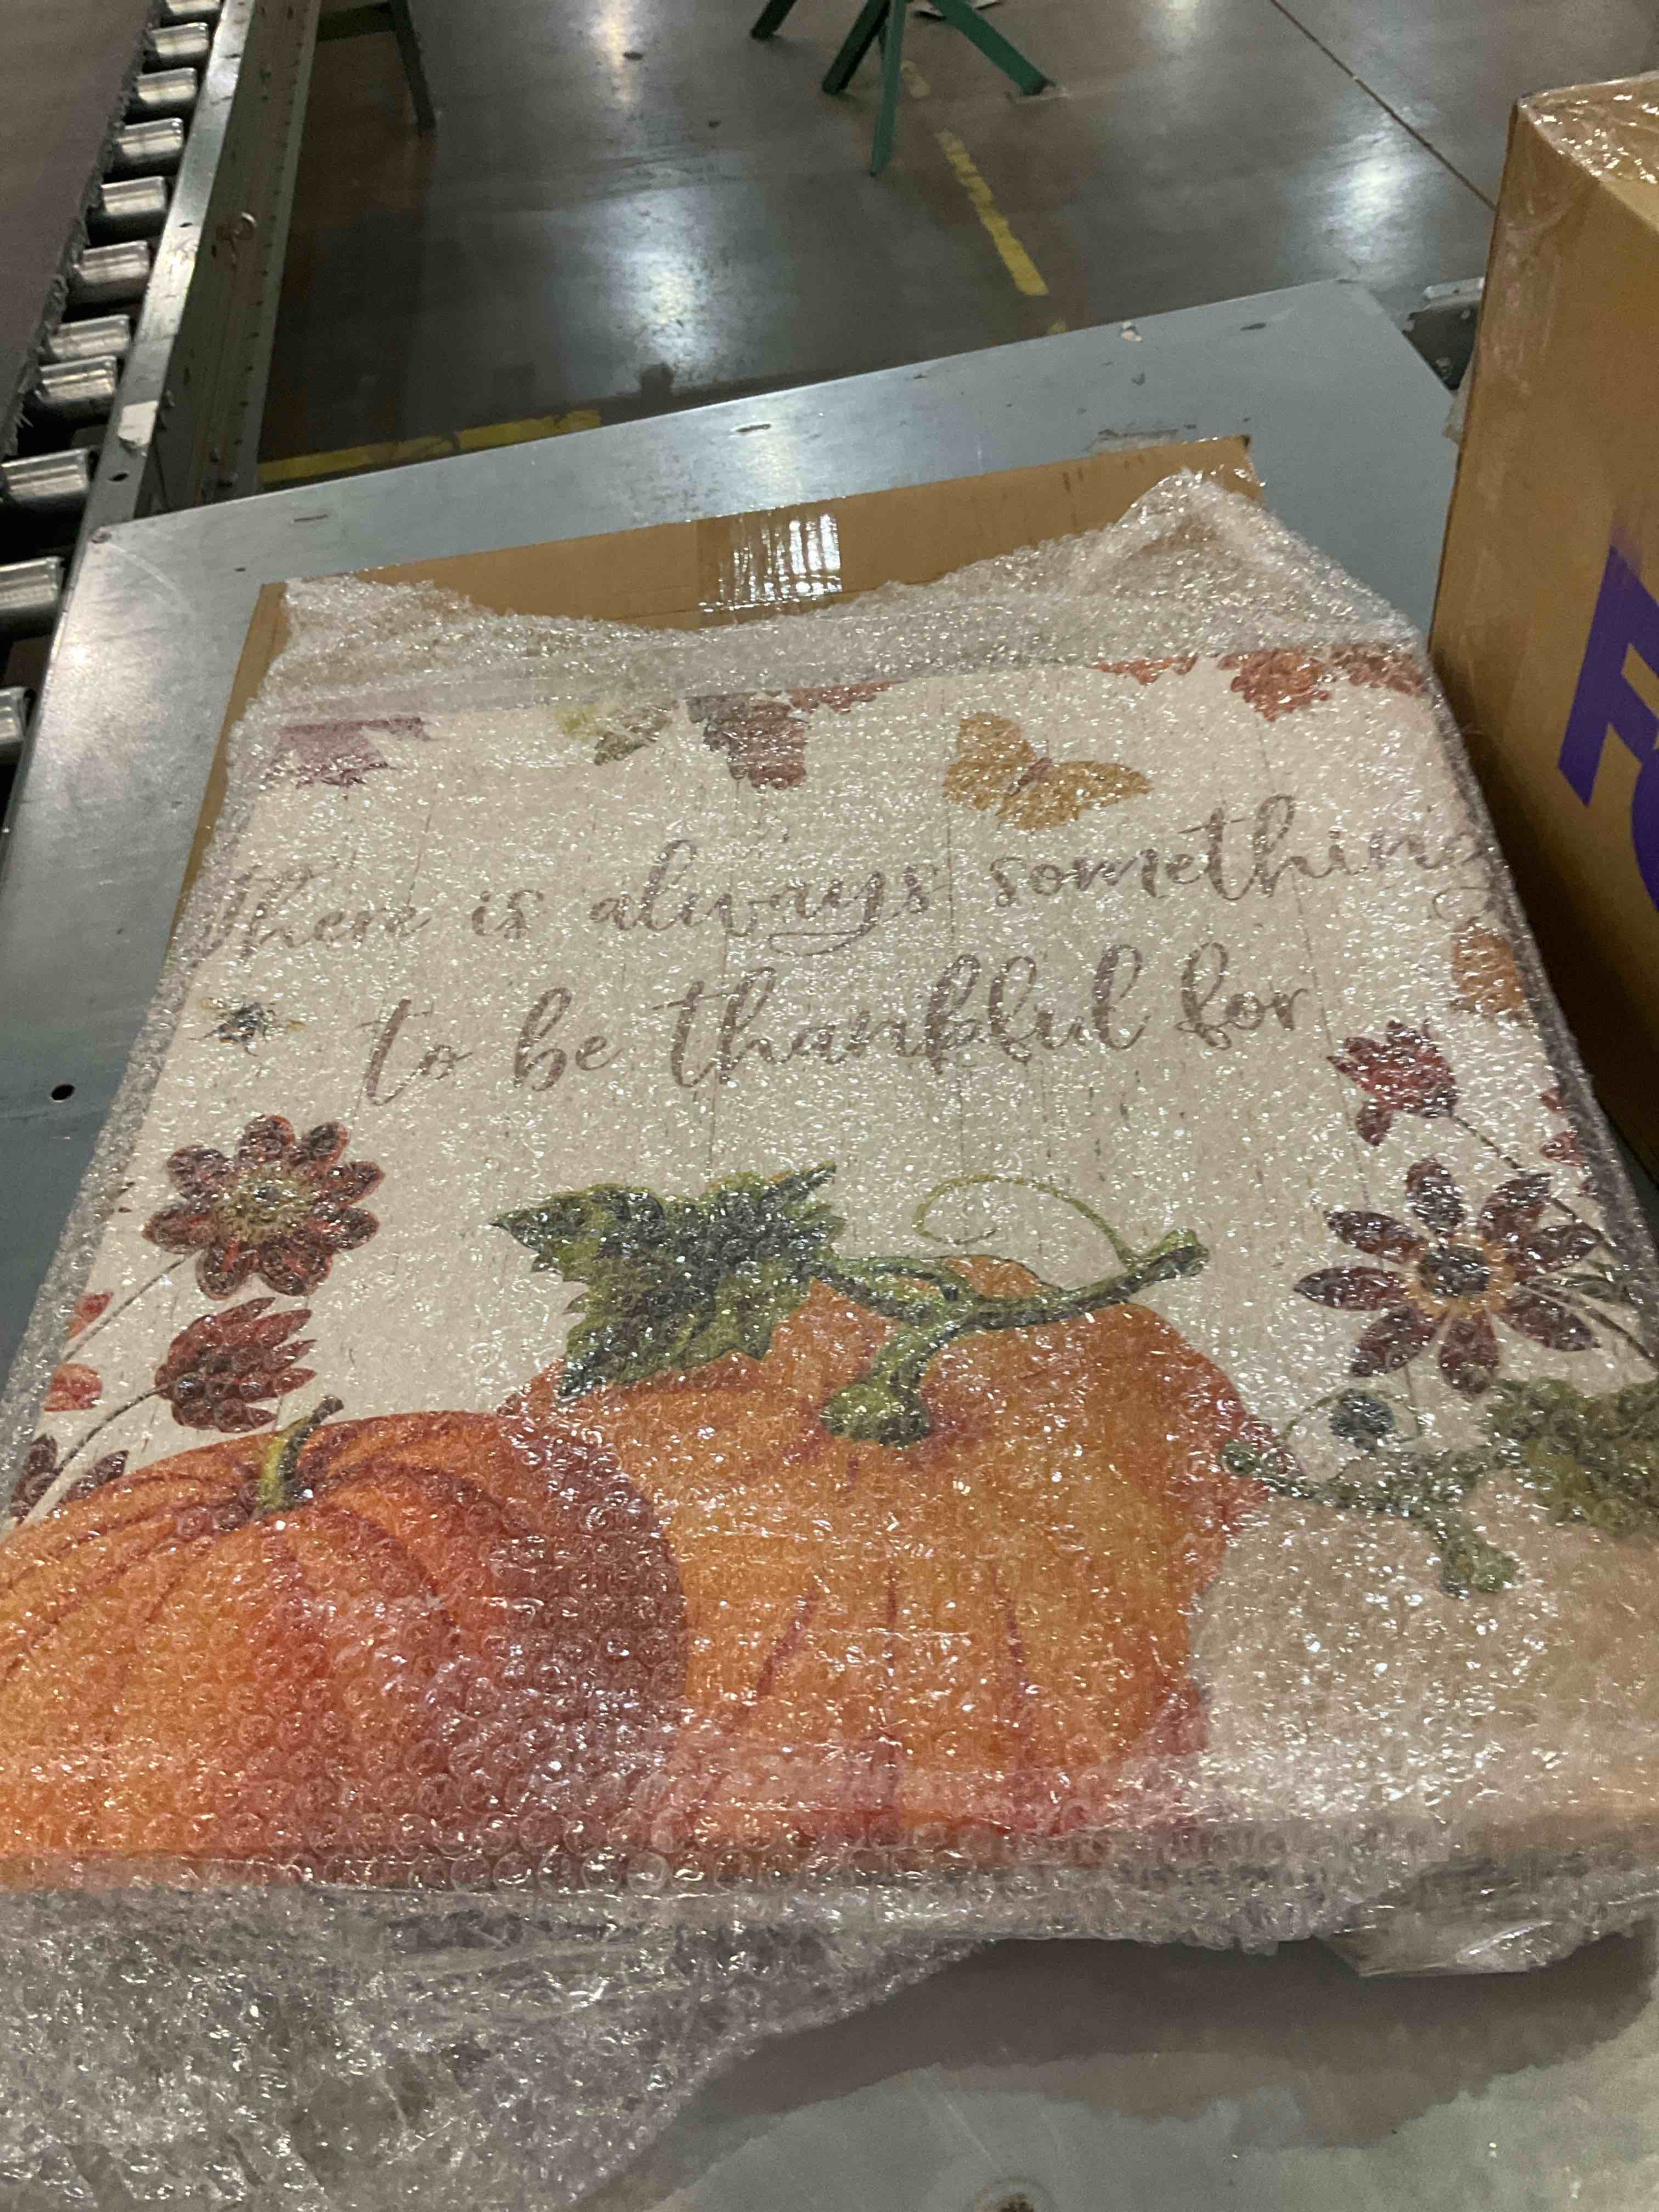 There is always something
to be thankful for